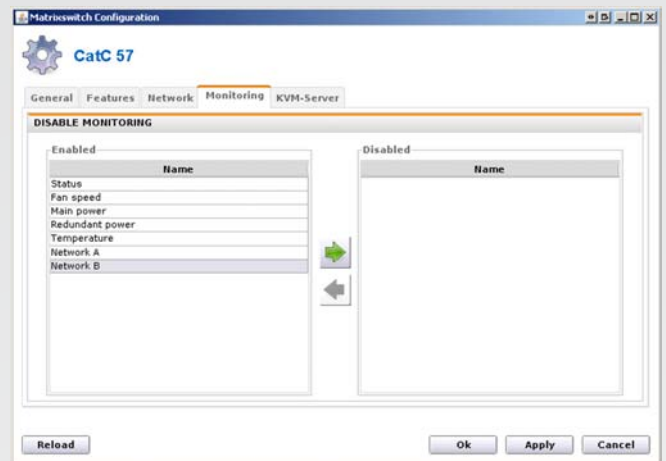 Matrixswitch Configuration
CatC 57
General Features Network Monitoring KVM-Server
DISABLE MONITORING
Enabled
Name
Status
Fan speed
Main power
Redundant power
Temperature
Network A
Network B
Disabled
Name
Reload
Ok
Apply
Cancel